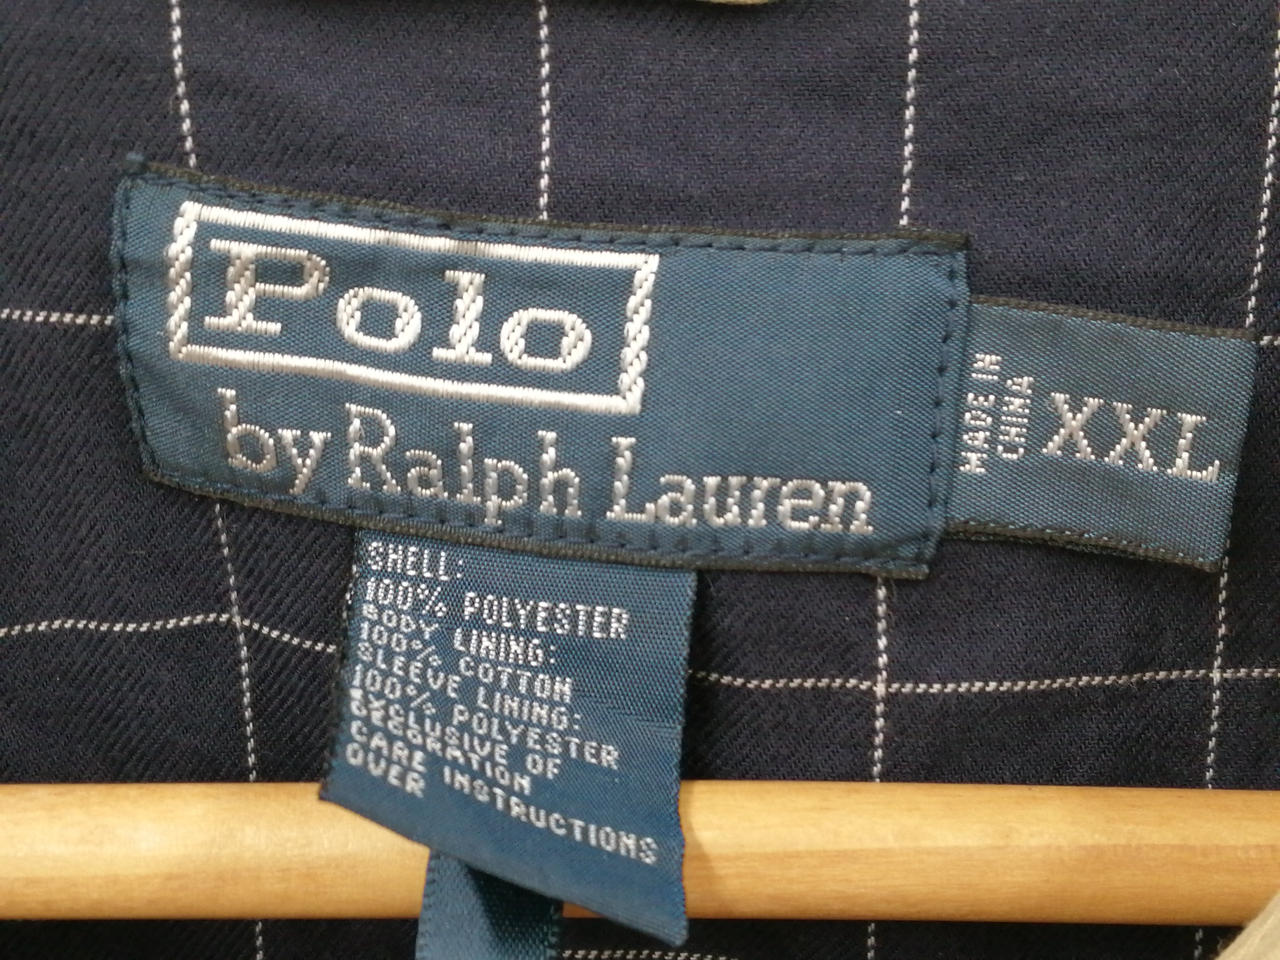 Polo
by Ralph Lauren
MADE IN
CHINA
XXL
SHELL:
100% POLYESTER
BODY LINING:
100% COTTON
SLEEVE LINING:
100% POLYESTER
EXCLUSIVE OF
DECORATION
CARE INSTRUCTIONS
OVER